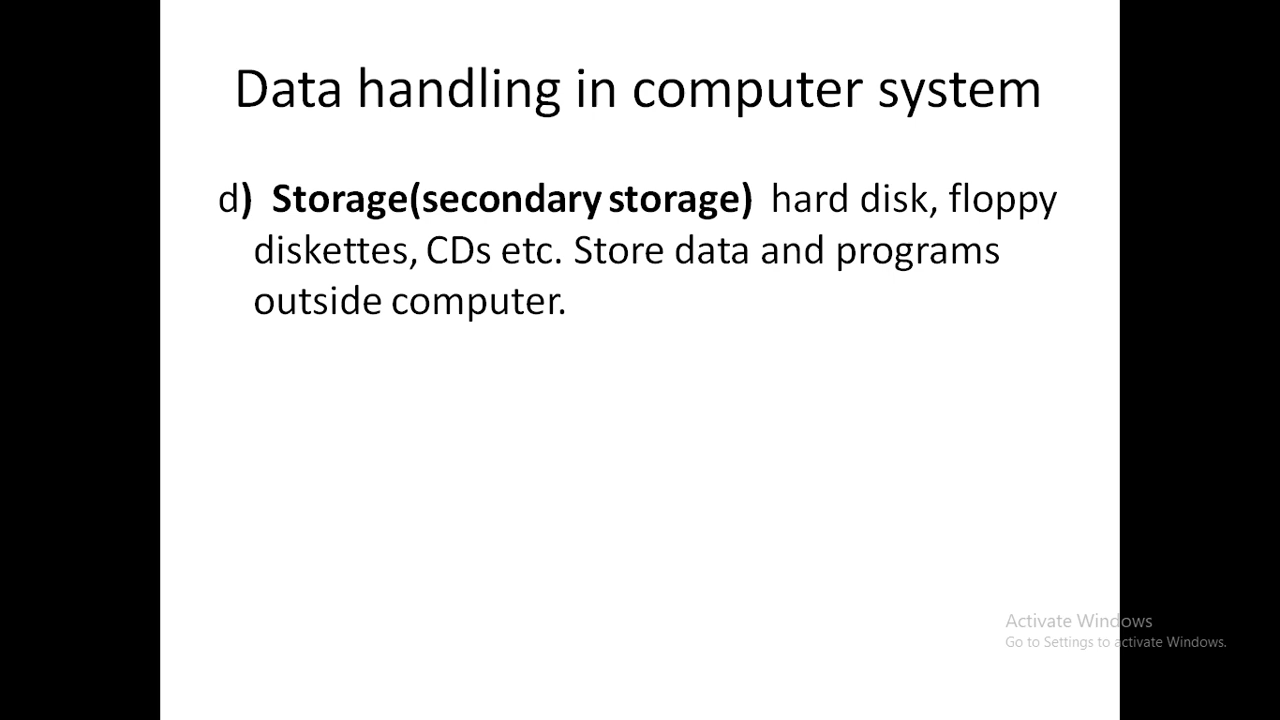 Data handling in computer system
d) Storage(secondary storage) hard disk, floppy
diskettes, CDs etc. Store data and programs
outside computer.
Activate Windows
Go to Settings to activate Windows.